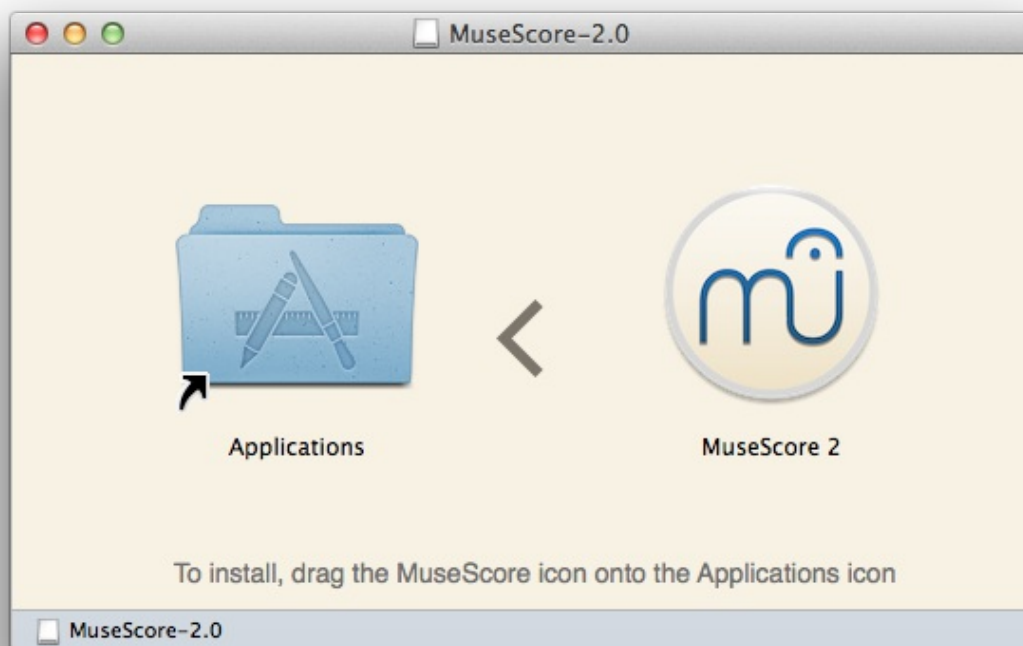 MuseScore-2.0
Applications
MuseScore 2
To install, drag the MuseScore icon onto the Applications icon
MuseScore-2.0